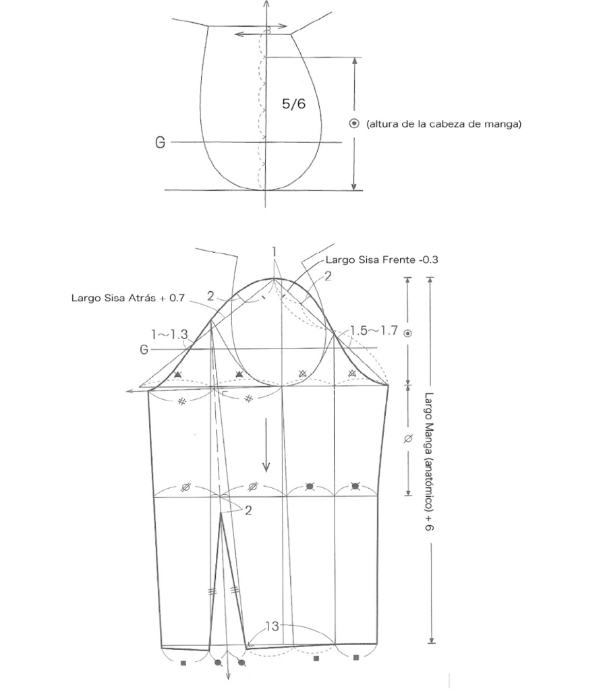 5/6
(altura de la cabeza de manga)
G
1
Largo Sisa Frente -0.3
2
Largo Sisa Atrás + 0.7
2
1~1.3
1.5~1.7
G
Largo Manga (anatómico) + 6
Ø
Ø
Ø
2
13